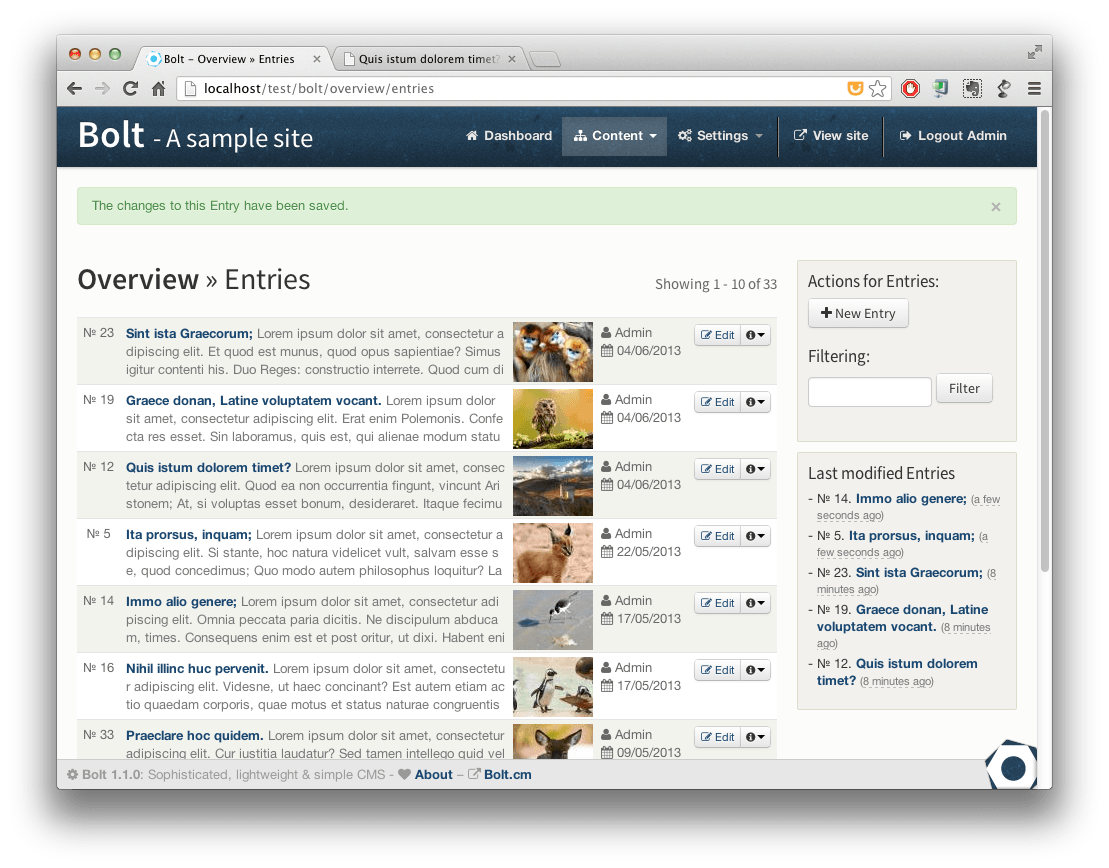 Bolt – Overview » Entries
Quis istum dolorem timet?
localhost/test/bolt/overview/entries
Bolt - A sample site
Dashboard
Content
Settings
View site
Logout Admin
The changes to this Entry have been saved.
×
Overview » Entries
Showing 1 - 10 of 33
№ 23
Sint ista Graecorum; Lorem ipsum dolor sit amet, consectetur a
dipiscing elit. Et quod est munus, quod opus sapientiae? Simus
igitur contenti his. Duo Reges: constructio interrete. Quod cum di
Admin
04/06/2013
Edit
№ 19
Graece donan, Latine voluptatem vocant. Lorem ipsum dolor
sit amet, consectetur adipiscing elit. Erat enim Polemonis. Confe
cta res esset. Sin laboramus, quis est, qui alienae modum statu
Admin
04/06/2013
Edit
№ 12
Quis istum dolorem timet? Lorem ipsum dolor sit amet, consec
tetur adipiscing elit. Quod ea non occurrentia fingunt, vincunt Ari
stonem; At, si voluptas esset bonum, desideraret. Itaque fecimu
Admin
04/06/2013
Edit
№ 5
Ita prorsus, inquam; Lorem ipsum dolor sit amet, consectetur a
dipiscing elit. Si stante, hoc natura videlicet vult, salvam esse s
e, quod concedimus; Quo modo autem philosophus loquitur? La
Admin
22/05/2013
Edit
№ 14
Immo alio genere; Lorem ipsum dolor sit amet, consectetur adi
piscing elit. Omnia peccata paria dicitis. Ne discipulum abduca
m, times. Consequens enim est et post oritur, ut dixi. Habent eni
Admin
17/05/2013
Edit
№ 16
Nihil illinc huc pervenit. Lorem ipsum dolor sit amet, consectetu
r adipiscing elit. Videsne, ut haec concinant? Est autem etiam ac
tio quaedam corporis, quae motus et status naturae congruentis
Admin
17/05/2013
Edit
№ 33
Praeclare hoc quidem. Lorem ipsum dolor sit amet, consectetur
adipiscing elit. Cur iustitia laudatur? Sed tamen intellego quid vel
Admin
09/05/2013
Edit
Actions for Entries:
New Entry
Filtering:
Filter
Last modified Entries
- № 14. Immo alio genere; (a few
seconds ago)
- № 5. Ita prorsus, inquam; (a
few seconds ago)
- № 23. Sint ista Graecorum; (8
minutes ago)
- № 19. Graece donan, Latine
voluptatem vocant. (8 minutes
ago)
- № 12. Quis istum dolorem
timet? (8 minutes ago)
Bolt 1.1.0: Sophisticated, lightweight & simple CMS - About – Bolt.cm